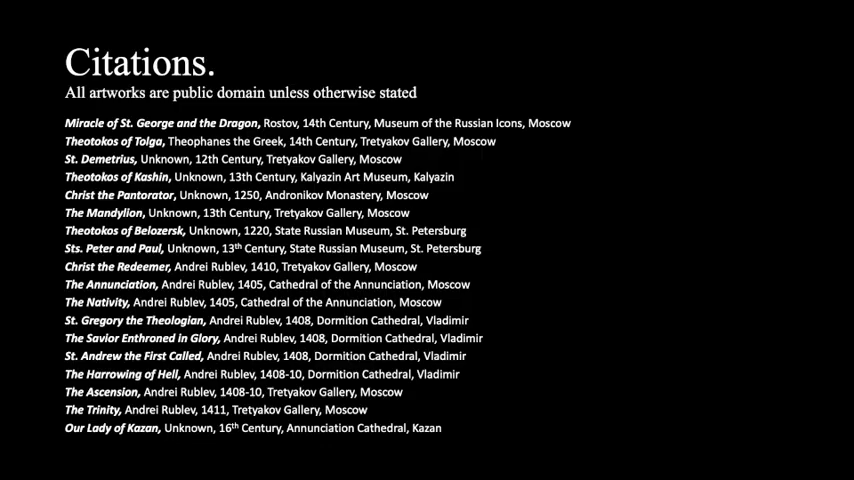 Citations.
All artworks are public domain unless otherwise stated
Miracle of St. George and the Dragon, Rostov, 14th Century, Museum of the Russian Icons, Moscow
Theotokos of Tolga, Theophanes the Greek, 14th Century, Tretyakov Gallery, Moscow
St. Demetrius, Unknown, 12th Century, Tretyakov Gallery, Moscow
Theotokos of Kashin, Unknown, 13th Century, Kalyazin Art Museum, Kalyazin
Christ the Pantorator, Unknown, 1250, Andronikov Monastery, Moscow
The Mandylion, Unknown, 13th Century, Tretyakov Gallery, Moscow
Theotokos of Belozersk, Unknown, 1220, State Russian Museum, St. Petersburg
Sts. Peter and Paul, Unknown, 13th Century, State Russian Museum, St. Petersburg
Christ the Redeemer, Andrei Rublev, 1410, Tretyakov Gallery, Moscow
The Annunciation, Andrei Rublev, 1405, Cathedral of the Annunciation, Moscow
The Nativity, Andrei Rublev, 1405, Cathedral of the Annunciation, Moscow
St. Gregory the Theologian, Andrei Rublev, 1408, Dormition Cathedral, Vladimir
The Savior Enthroned in Glory, Andrei Rublev, 1408, Dormition Cathedral, Vladimir
St. Andrew the First Called, Andrei Rublev, 1408, Dormition Cathedral, Vladimir
The Harrowing of Hell, Andrei Rublev, 1408-10, Dormition Cathedral, Vladimir
The Ascension, Andrei Rublev, 1408-10, Tretyakov Gallery, Moscow
The Trinity, Andrei Rublev, 1411, Tretyakov Gallery, Moscow
Our Lady of Kazan, Unknown, 16th Century, Annunciation Cathedral, Kazan